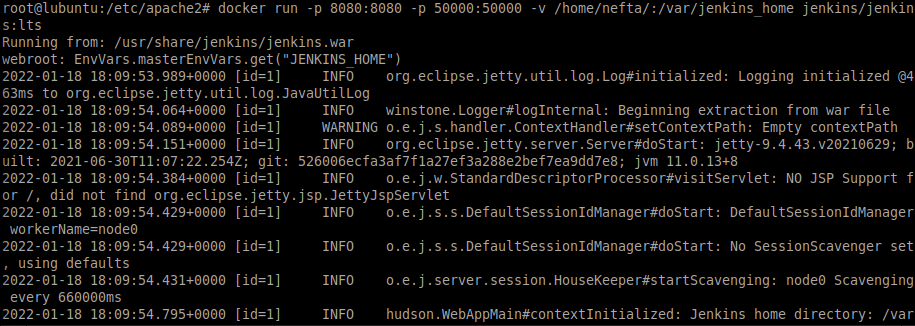 root@lubuntu:/etc/apache2# docker run -p 8080:8080 -p 50000:50000 -v /home/nefta/:/var/jenkins_home jenkins/jenkin
s:lts
Running from: /usr/share/jenkins/jenkins.war
webroot: EnvVars.masterEnvVars.get("JENKINS_HOME")
2022-01-18 18:09:53.989+0000 [id=1]     INFO    org.eclipse.jetty.util.log.Log#initialized: Logging initialized @4
63ms to org.eclipse.jetty.util.log.JavaUtilLog
2022-01-18 18:09:54.064+0000 [id=1]     INFO    winstone.Logger#logInternal: Beginning extraction from war file
2022-01-18 18:09:54.089+0000 [id=1]     WARNING o.e.j.s.handler.ContextHandler#setContextPath: Empty contextPath
2022-01-18 18:09:54.151+0000 [id=1]     INFO    org.eclipse.jetty.server.Server#doStart: jetty-9.4.43.v20210629; b
uilt: 2021-06-30T11:07:22.254Z; git: 526006ecfa3af7f1a27ef3a288e2bef7ea9dd7e8; jvm 11.0.13+8
2022-01-18 18:09:54.384+0000 [id=1]     INFO    o.e.j.w.StandardDescriptorProcessor#visitServlet: NO JSP Support f
or /, did not find org.eclipse.jetty.jsp.JettyJspServlet
2022-01-18 18:09:54.429+0000 [id=1]     INFO    o.e.j.s.s.DefaultSessionIdManager#doStart: DefaultSessionIdManager
 workerName=node0
2022-01-18 18:09:54.429+0000 [id=1]     INFO    o.e.j.s.s.DefaultSessionIdManager#doStart: No SessionScavenger set
, using defaults
2022-01-18 18:09:54.431+0000 [id=1]     INFO    o.e.j.server.session.HouseKeeper#startScavenging: node0 Scavenging
 every 660000ms
2022-01-18 18:09:54.795+0000 [id=1]     INFO    hudson.WebAppMain#contextInitialized: Jenkins home directory: /var